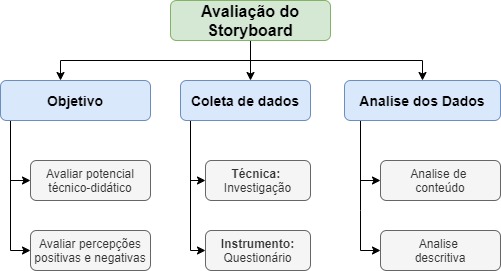 Avaliação do
Storyboard
Objetivo
Coleta de dados
Analise dos Dados
Avaliar potencial
técnico-didático
Técnica:
Investigação
Analise de
conteúdo
Avaliar percepções
positivas e negativas
Instrumento:
Questionário
Analise
descritiva